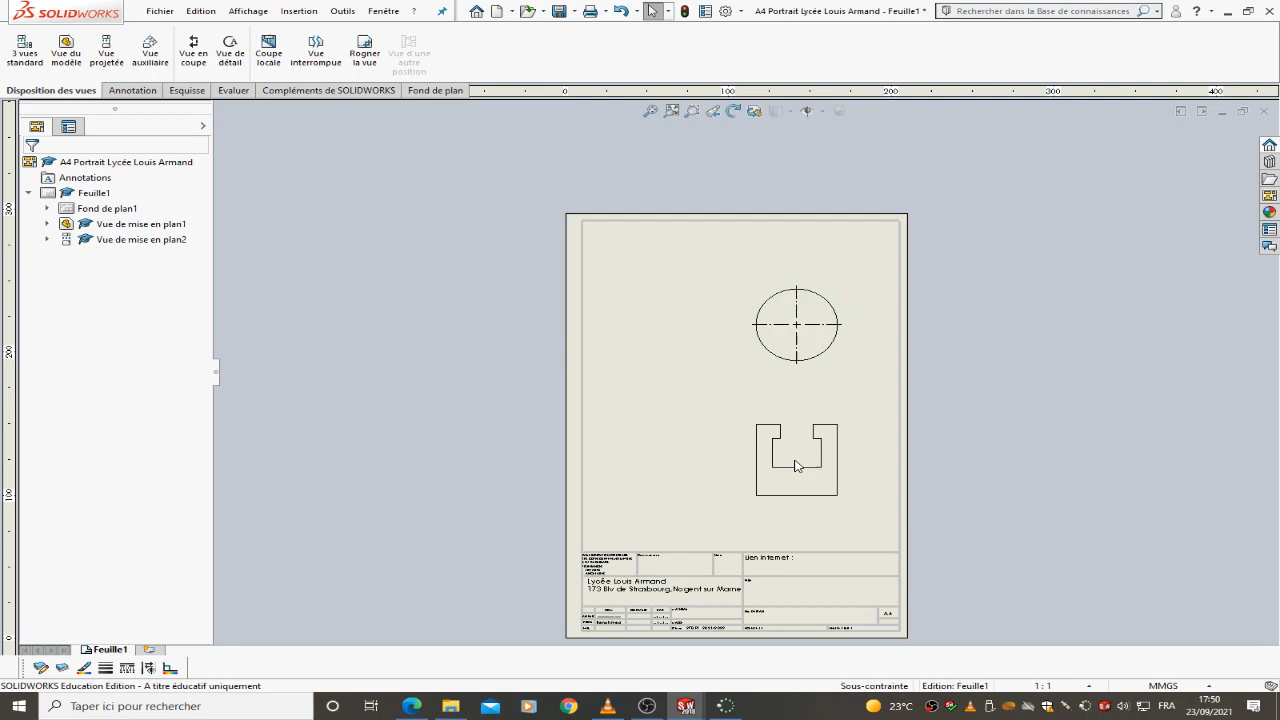 SOLIDWORKS
Fichier Edition Affichage Insertion Outils Fenêtre ?
A4 Portrait Lycée Louis Armand - Feuille1 *
Rechercher dans la Base de connaissances
3 vues standard
Vue du modèle
Vue projetée
Vue auxiliaire
Vue en coupe
Vue de détail
Coupe locale
Vue interrompue
Rogner la vue
Vue d'une autre position
Disposition des vues Annotation Esquisse Evaluer Compléments de SOLIDWORKS Fond de plan
0 100 200 300 400
A4 Portrait Lycée Louis Armand
Annotations
Feuille1
Fond de plan1
Vue de mise en plan1
Vue de mise en plan2
300
200
100
0
Lien internet :
Lycée Louis Armand
173 Blv de Strasbourg, Nogent sur Marne
A4
Feuille1
SOLIDWORKS Education Edition - A titre éducatif uniquement
Sous-contrainte Edition: Feuille1 1 : 1 MMGS
Taper ici pour rechercher
23°C
FRA
17:50
23/09/2021